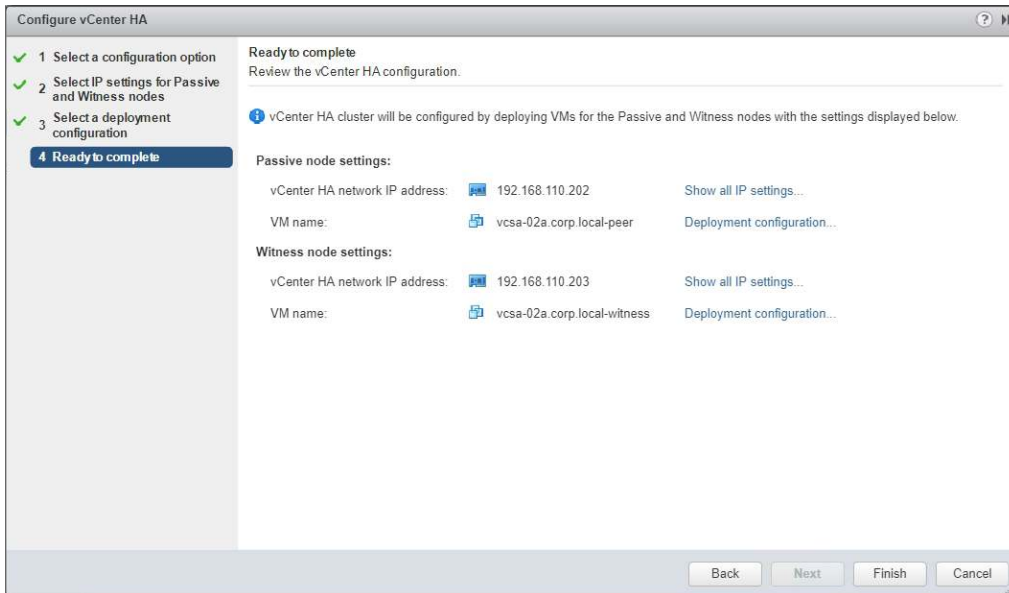 Configure vCenter HA
?
1 Select a configuration option
2 Select IP settings for Passive
and Witness nodes
3 Select a deployment
configuration
4 Ready to complete
Ready to complete
Review the vCenter HA configuration.
vCenter HA cluster will be configured by deploying VMs for the Passive and Witness nodes with the settings displayed below.
Passive node settings:
vCenter HA network IP address: 192.168.110.202 Show all IP settings...
VM name: vcsa-02a.corp.local-peer Deployment configuration...
Witness node settings:
vCenter HA network IP address: 192.168.110.203 Show all IP settings...
VM name: vcsa-02a.corp.local-witness Deployment configuration...
Back Next Finish Cancel